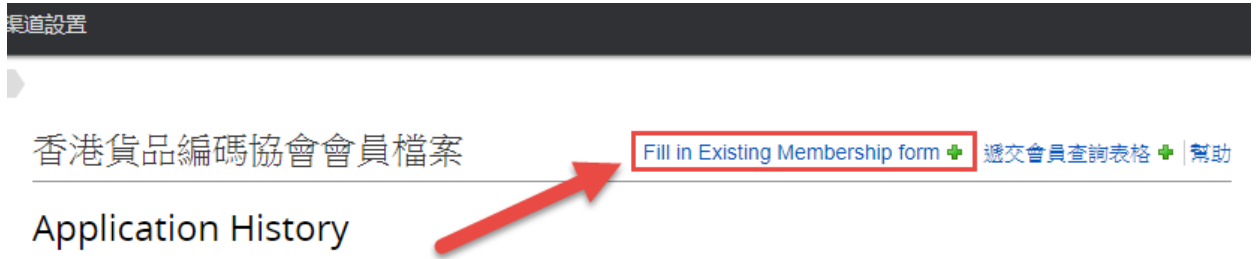 渠道設置
香港貨品編碼協會會員檔案
Fill in Existing Membership form 遞交會員查詢表格 | 幫助
Application History